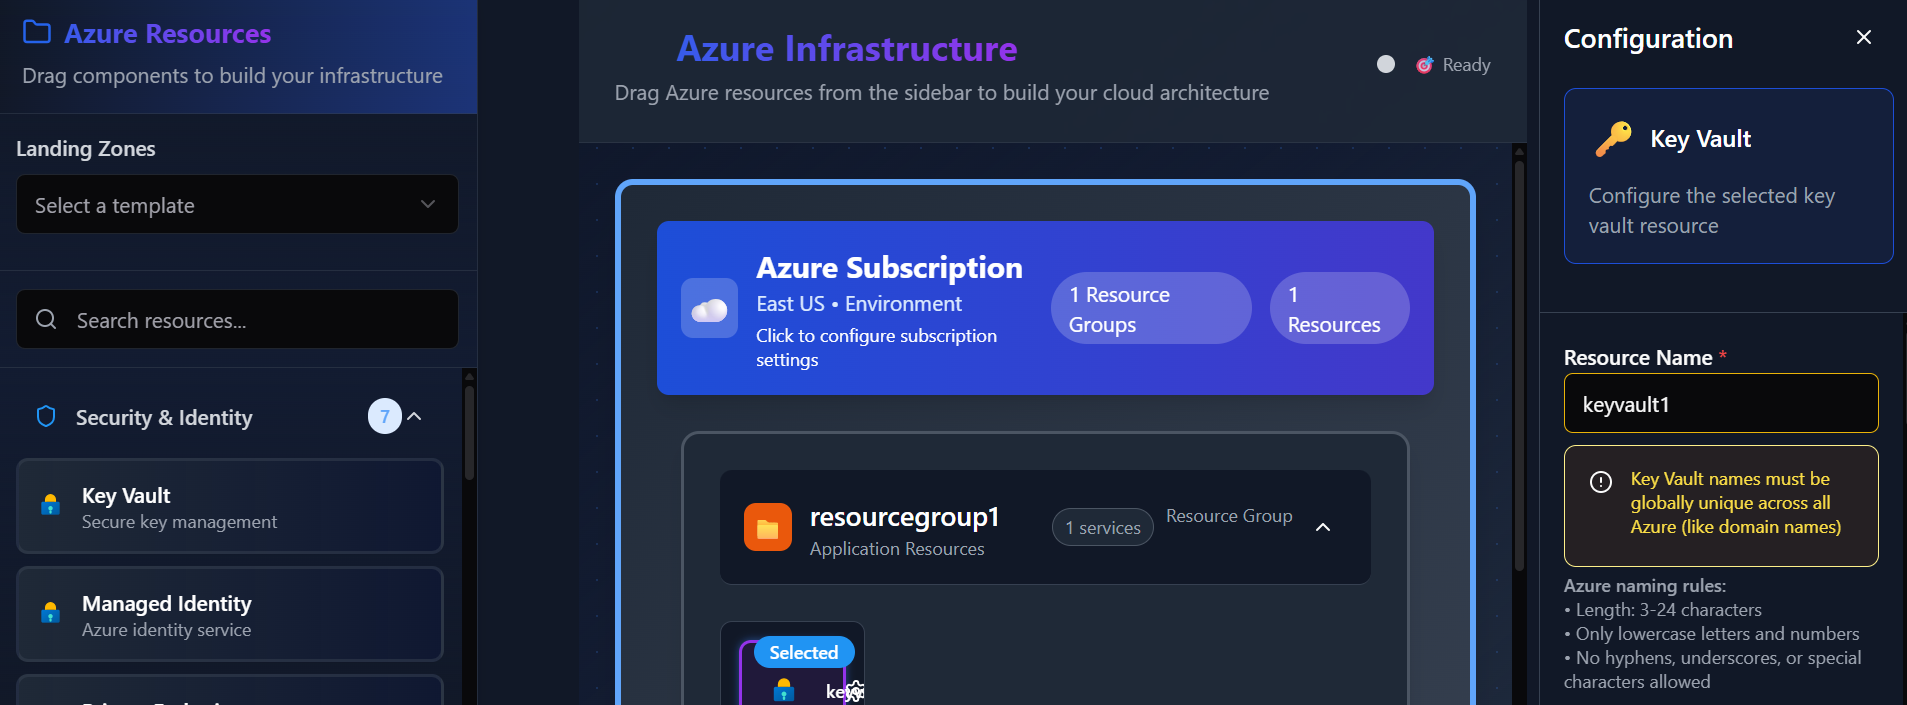 Azure Resources
Drag components to build your infrastructure
Landing Zones
Select a template
Search resources...
Security & Identity
7
Key Vault
Secure key management
Managed Identity
Azure identity service
Azure Infrastructure
Drag Azure resources from the sidebar to build your cloud architecture
Ready
Azure Subscription
East US • Environment
Click to configure subscription
settings
1 Resource
Groups
1
Resources
resourcegroup1
Application Resources
1 services
Resource Group
Selected
Configuration
Key Vault
Configure the selected key
vault resource
Resource Name *
keyvault1
Key Vault names must be
globally unique across all
Azure (like domain names)
Azure naming rules:
• Length: 3-24 characters
• Only lowercase letters and numbers
• No hyphens, underscores, or special
characters allowed